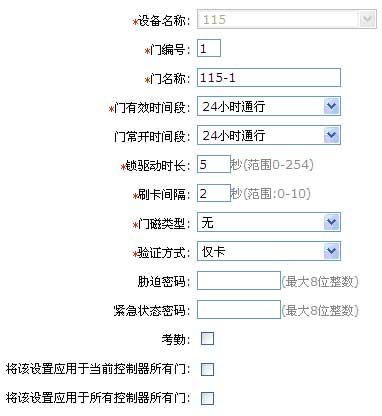 *设备名称: 115
*门编号: 1
*门名称: 115-1
*门有效时间段: 24小时通行
门常开时间段: 24小时通行
*锁驱动时长: 5 秒(范围0-254)
*刷卡间隔: 2 秒(范围:0-10)
*门磁类型: 无
*验证方式: 仅卡
胁迫密码: (最大8位整数)
紧急状态密码: (最大8位整数)
考勤:
将该设置应用于当前控制器所有门:
将该设置应用于所有控制器所有门: